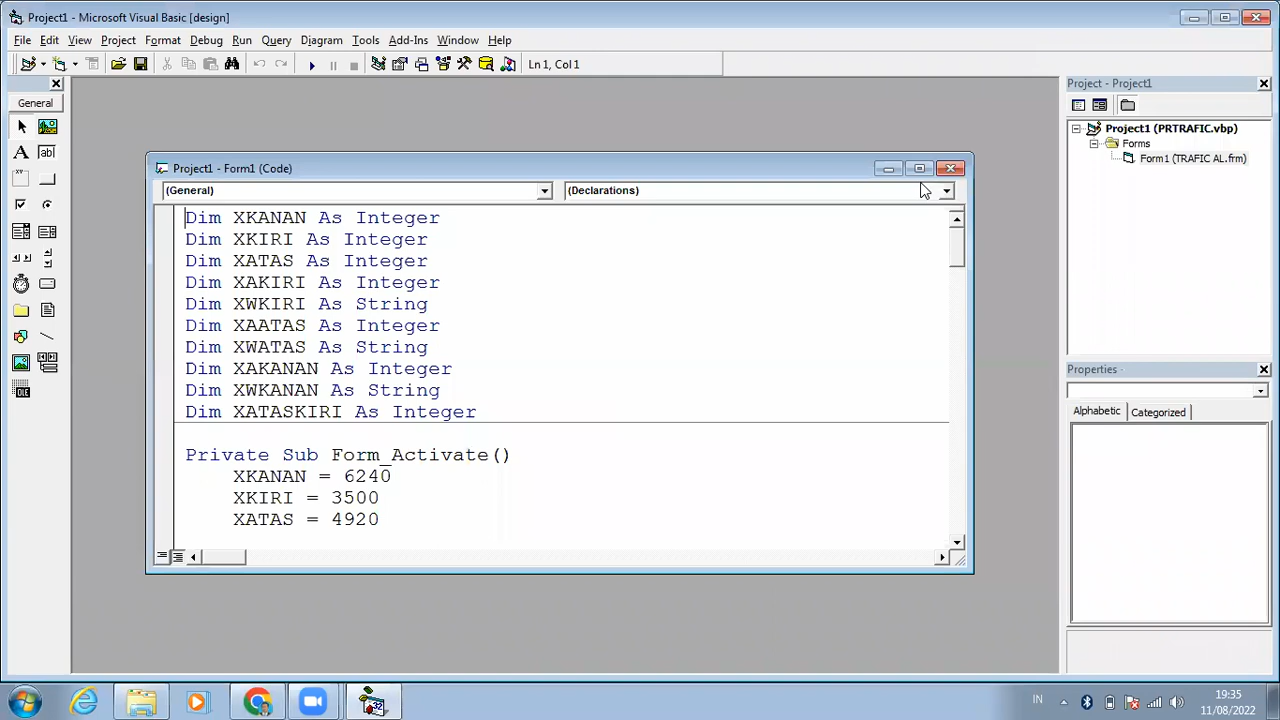 Project1 - Microsoft Visual Basic [design]
File Edit View Project Format Debug Run Query Diagram Tools Add-Ins Window Help
Ln 1, Col 1
General
A
ab
xv
OLE
Project1 - Form1 (Code)
(General)
(Declarations)
Dim XKANAN As Integer
Dim XKIRI As Integer
Dim XATAS As Integer
Dim XAKIRI As Integer
Dim XWKIRI As String
Dim XAATAS As Integer
Dim XWATAS As String
Dim XAKANAN As Integer
Dim XWKANAN As String
Dim XATASKIRI As Integer
Private Sub Form_Activate()
XKANAN = 6240
XKIRI = 3500
XATAS = 4920
Project - Project1
Project1 (PRTRAFIC.vbp)
Forms
Form1 (TRAFIC AL.frm)
Properties
Alphabetic
Categorized
IN
19:35
11/08/2022